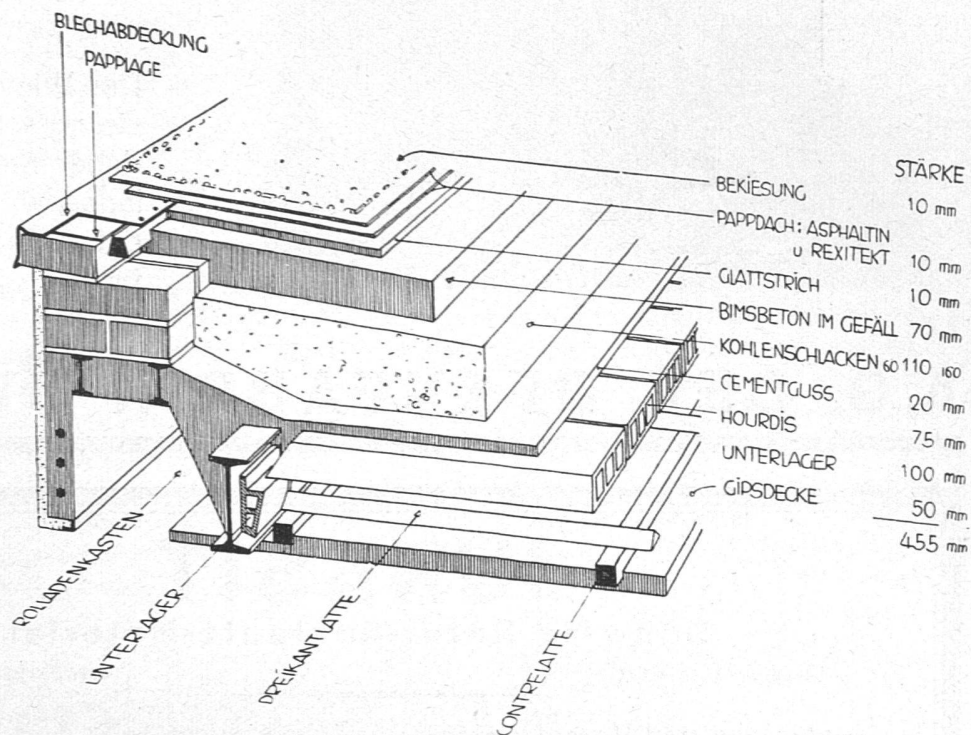 BLECHABDECKUNG
PAPPLAGE
STÄRKE
BEKIESUNG 10 mm
PAPPDACH: ASPHALTIN
U REXITEKT 10 mm
GLATTSTRICH 10 mm
BIMSBETON IM GEFÄLL 70 mm
KOHLENSCHLACKEN 60 110 160
CEMENTGUSS 20 mm
HOURDIS 75 mm
UNTERLAGER 100 mm
GIPSDECKE 50 mm
455 mm
ROLLADENKASTEN
UNTERLAGER
DREIKANTLATTE
CONTRELATTE